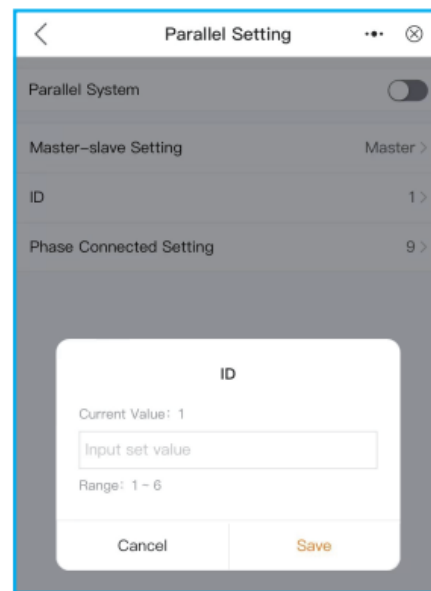 Parallel Setting
Parallel System
Master-slave Setting Master
ID 1
Phase Connected Setting 9
ID
Current Value: 1
Input set value
Range: 1 ~ 6
Cancel Save